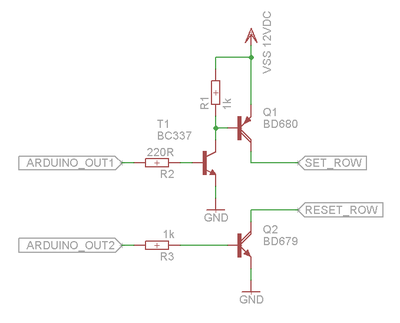 VSS 12VDC
R1
1k
T1
BC337
Q1
BD680
220R
ARDUINO_OUT1
R2
SET_ROW
GND
RESET_ROW
Q2
BD679
1k
ARDUINO_OUT2
R3
GND